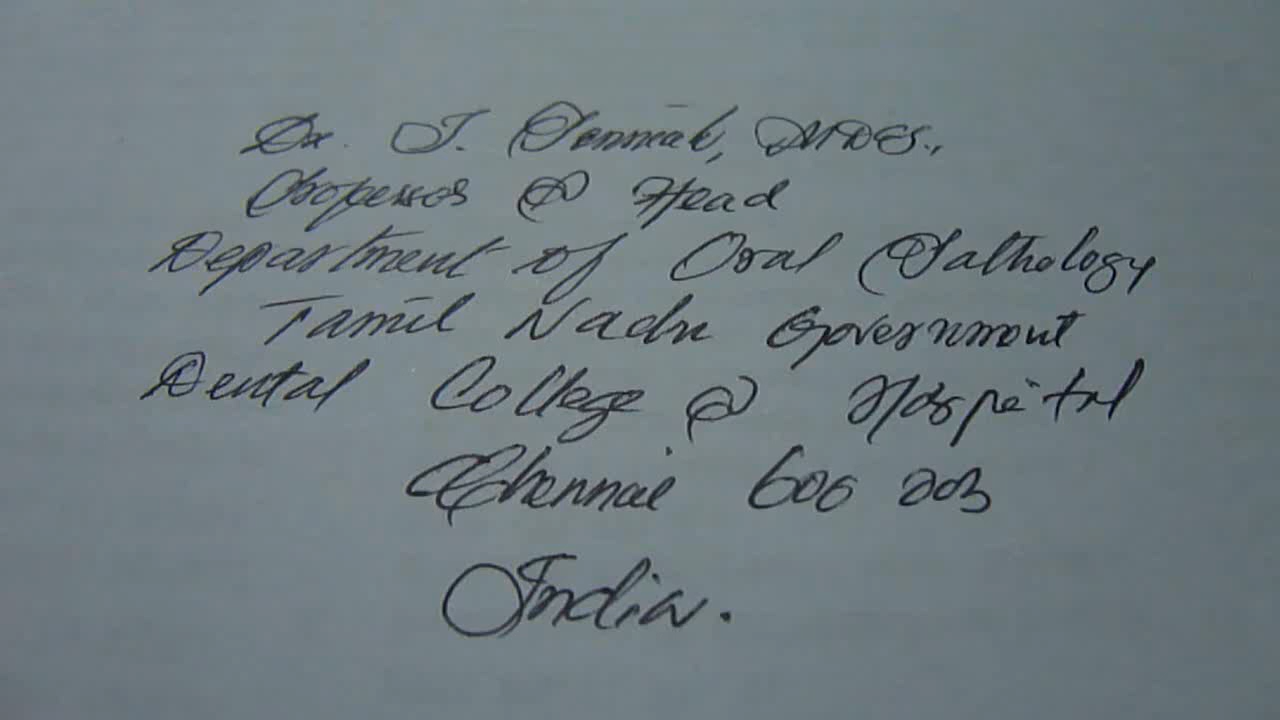 Dr. I. Ponniah, MDS.,
Professor & Head
Department of Oral Pathology
Tamil Nadu Government
Dental College & Hospital
Chennai 600 003
India.